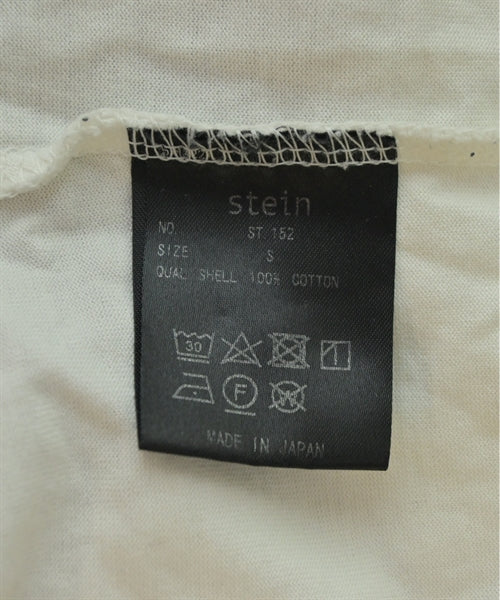 stein
NO. ST.152
SIZE S
QUAL SHELL 100% COTTON
30
F W
MADE IN JAPAN